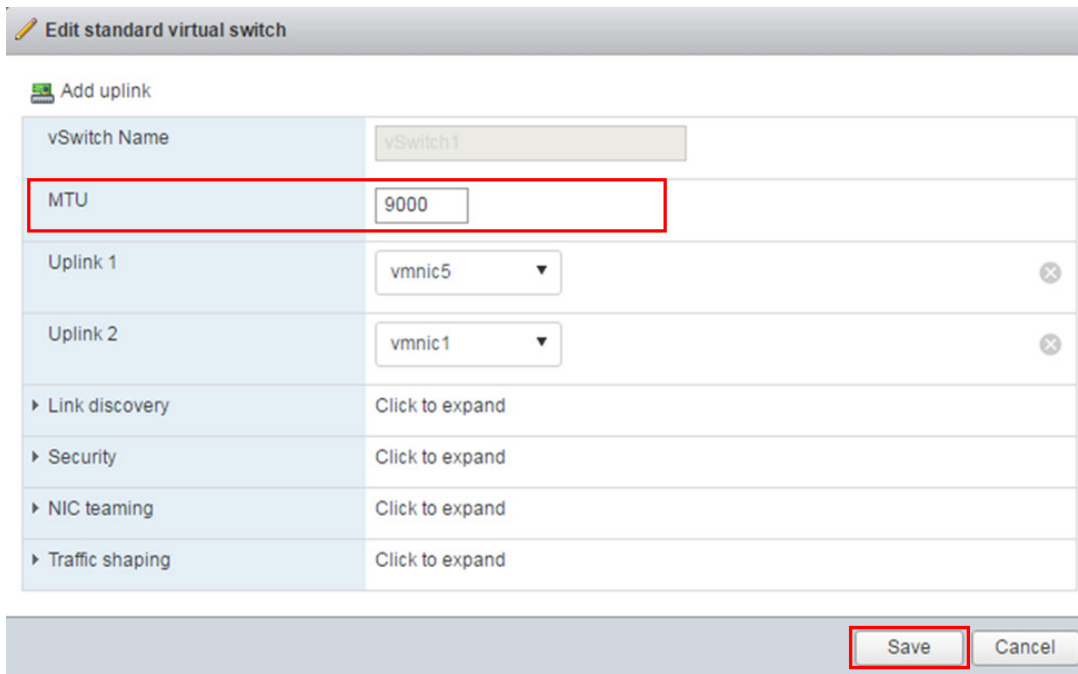 Edit standard virtual switch
Add uplink
vSwitch Name vSwitch1
MTU 9000
Uplink 1 vmnic5
Uplink 2 vmnic1
Link discovery Click to expand
Security Click to expand
NIC teaming Click to expand
Traffic shaping Click to expand
Save Cancel